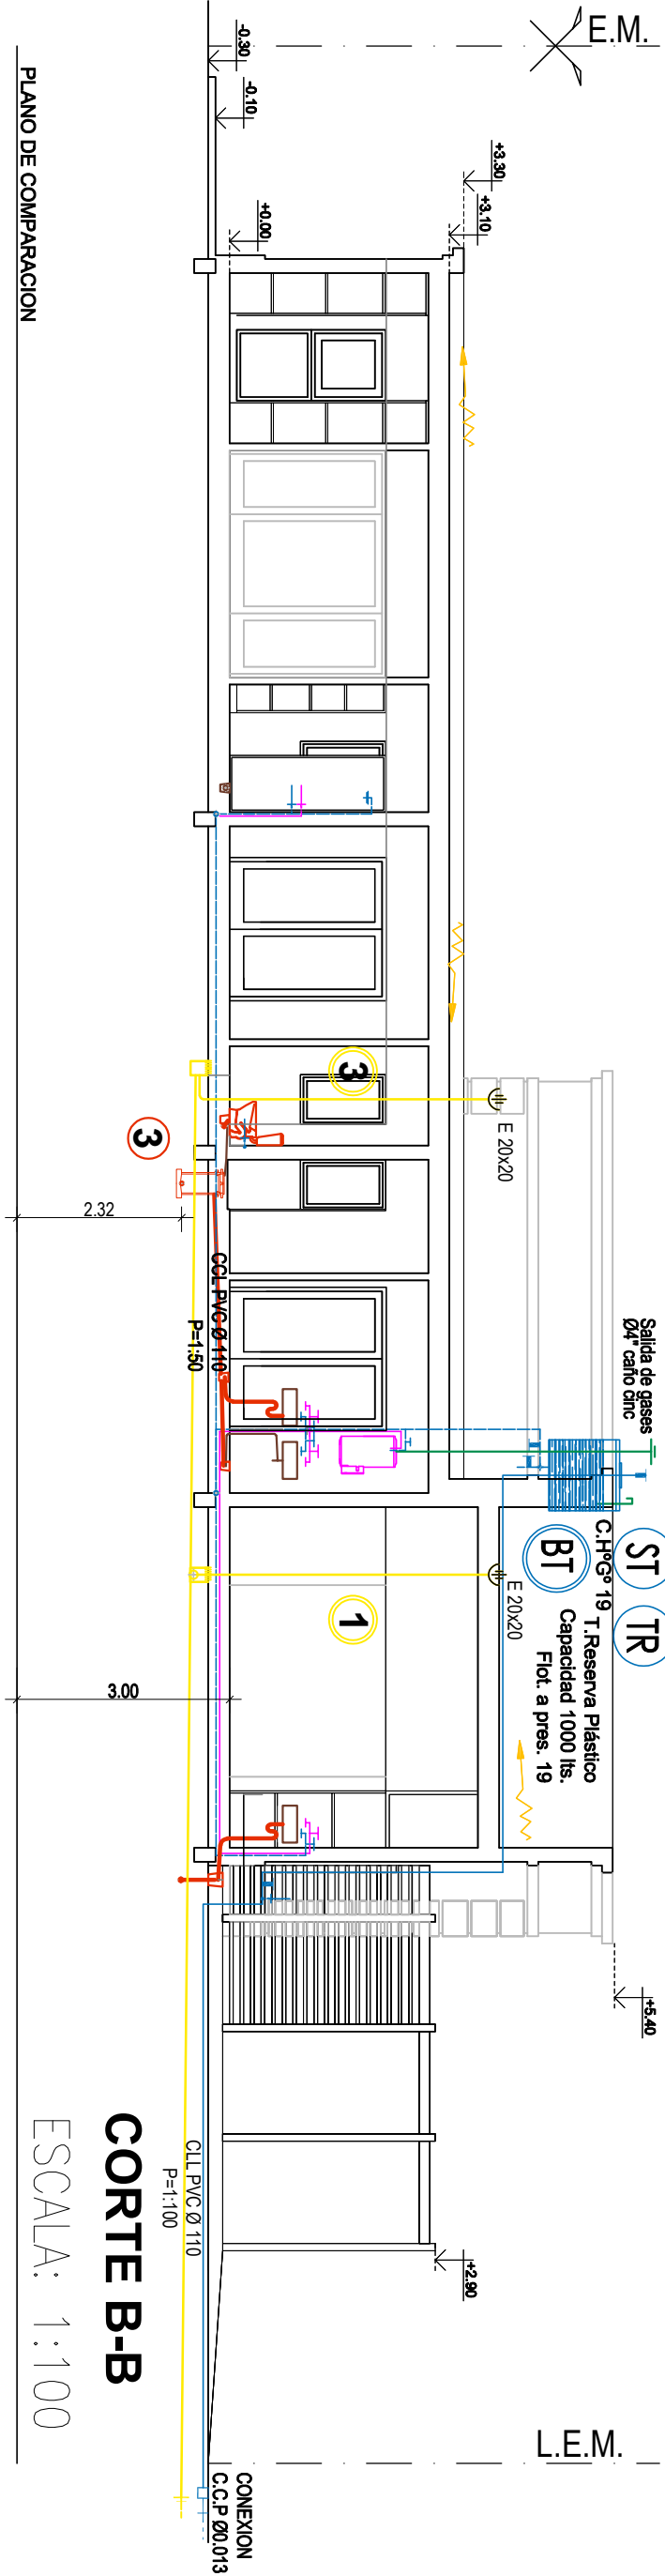 E.M.
-0.30
-0.10
+0.00
+3.30
+3.10
PLANO DE COMPARACION
3
E 20x20
3
2.32
CCL PVC Ø 110
P=1:50
Salida de gases
Ø4" caño cinc
ST
TR
BT
C.HºGº 19
T.Reserva Plástico
Capacidad 1000 lts.
Flot. a pres. 19
E 20x20
1
3.00
+5.40
CLL PVC Ø 110
P=1:100
+2.90
CORTE B-B
ESCALA: 1:100
L.E.M.
CONEXION
C.C.P Ø0.013